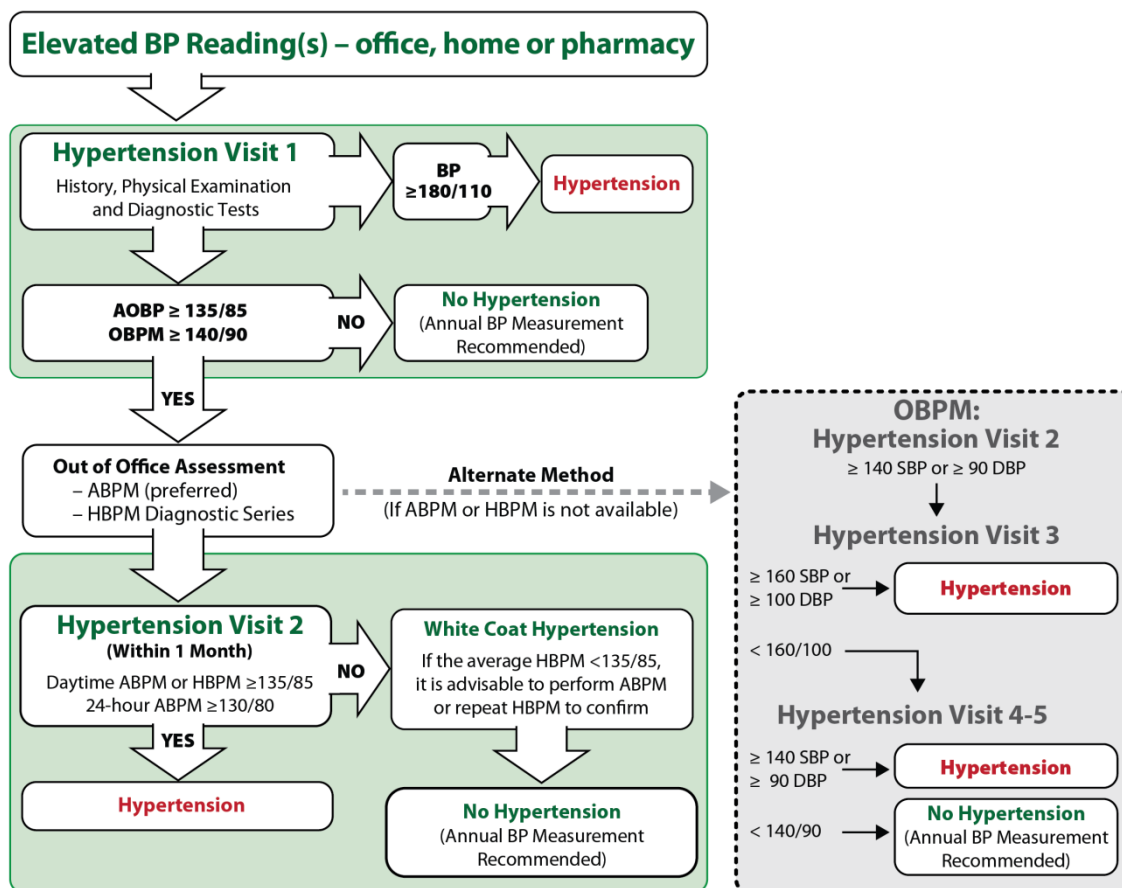 Elevated BP Reading(s) – office, home or pharmacy
Hypertension Visit 1
History, Physical Examination
and Diagnostic Tests
BP
≥180/110
Hypertension
AOBP ≥ 135/85
OBPM ≥ 140/90
NO
No Hypertension
(Annual BP Measurement
Recommended)
YES
Out of Office Assessment
– ABPM (preferred)
– HBPM Diagnostic Series
Alternate Method
(If ABPM or HBPM is not available)
Hypertension Visit 2
(Within 1 Month)
Daytime ABPM or HBPM ≥135/85
24-hour ABPM ≥130/80
NO
White Coat Hypertension
If the average HBPM <135/85,
it is advisable to perform ABPM
or repeat HBPM to confirm
YES
Hypertension
No Hypertension
(Annual BP Measurement
Recommended)
OBPM:
Hypertension Visit 2
≥ 140 SBP or ≥ 90 DBP
Hypertension Visit 3
≥ 160 SBP or
≥ 100 DBP
Hypertension
< 160/100
Hypertension Visit 4-5
≥ 140 SBP or
≥ 90 DBP
Hypertension
< 140/90
No Hypertension
(Annual BP Measurement
Recommended)